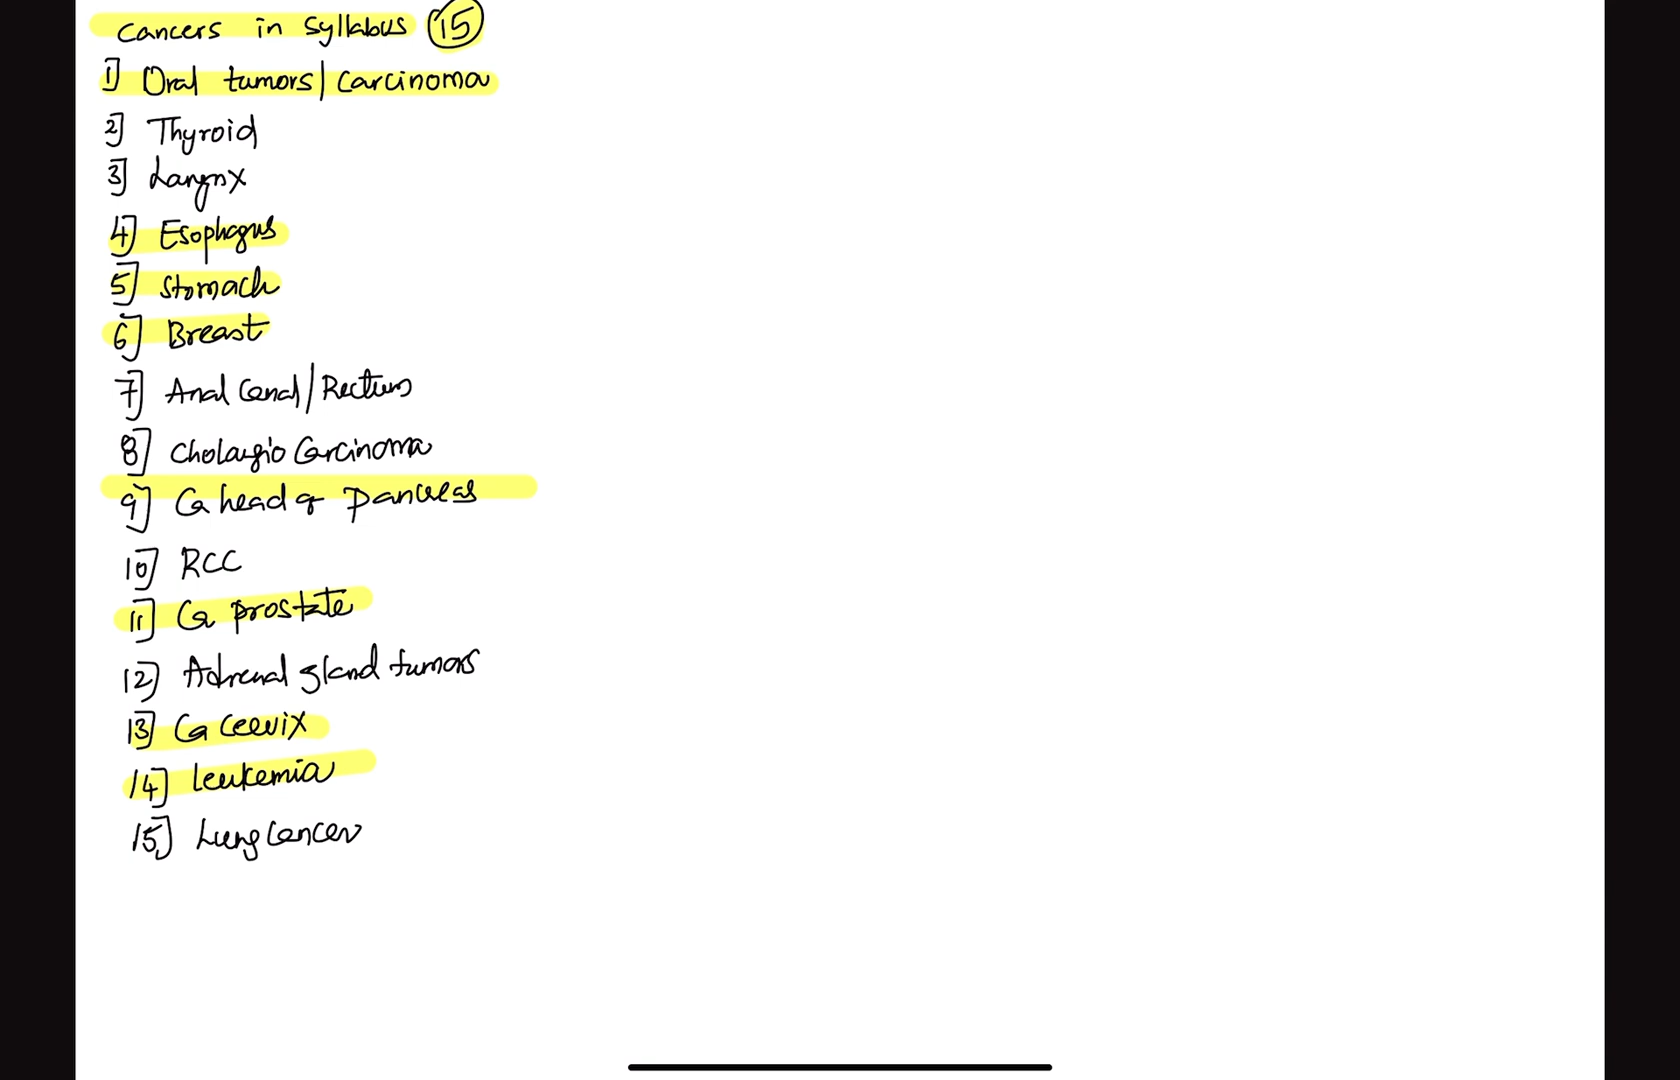 Cancers in syllabus 15
1] Oral tumors/carcinoma
2] Thyroid
3] Larynx
4] Esophagus
5] Stomach
6] Breast
7] Anal canal/Rectum
8] Cholangio Carcinoma
9] Ca head of pancreas
10] RCC
11] Ca prostate
12] Adrenal gland tumors
13] Ca cervix
14] leukemia
15] Lung cancer